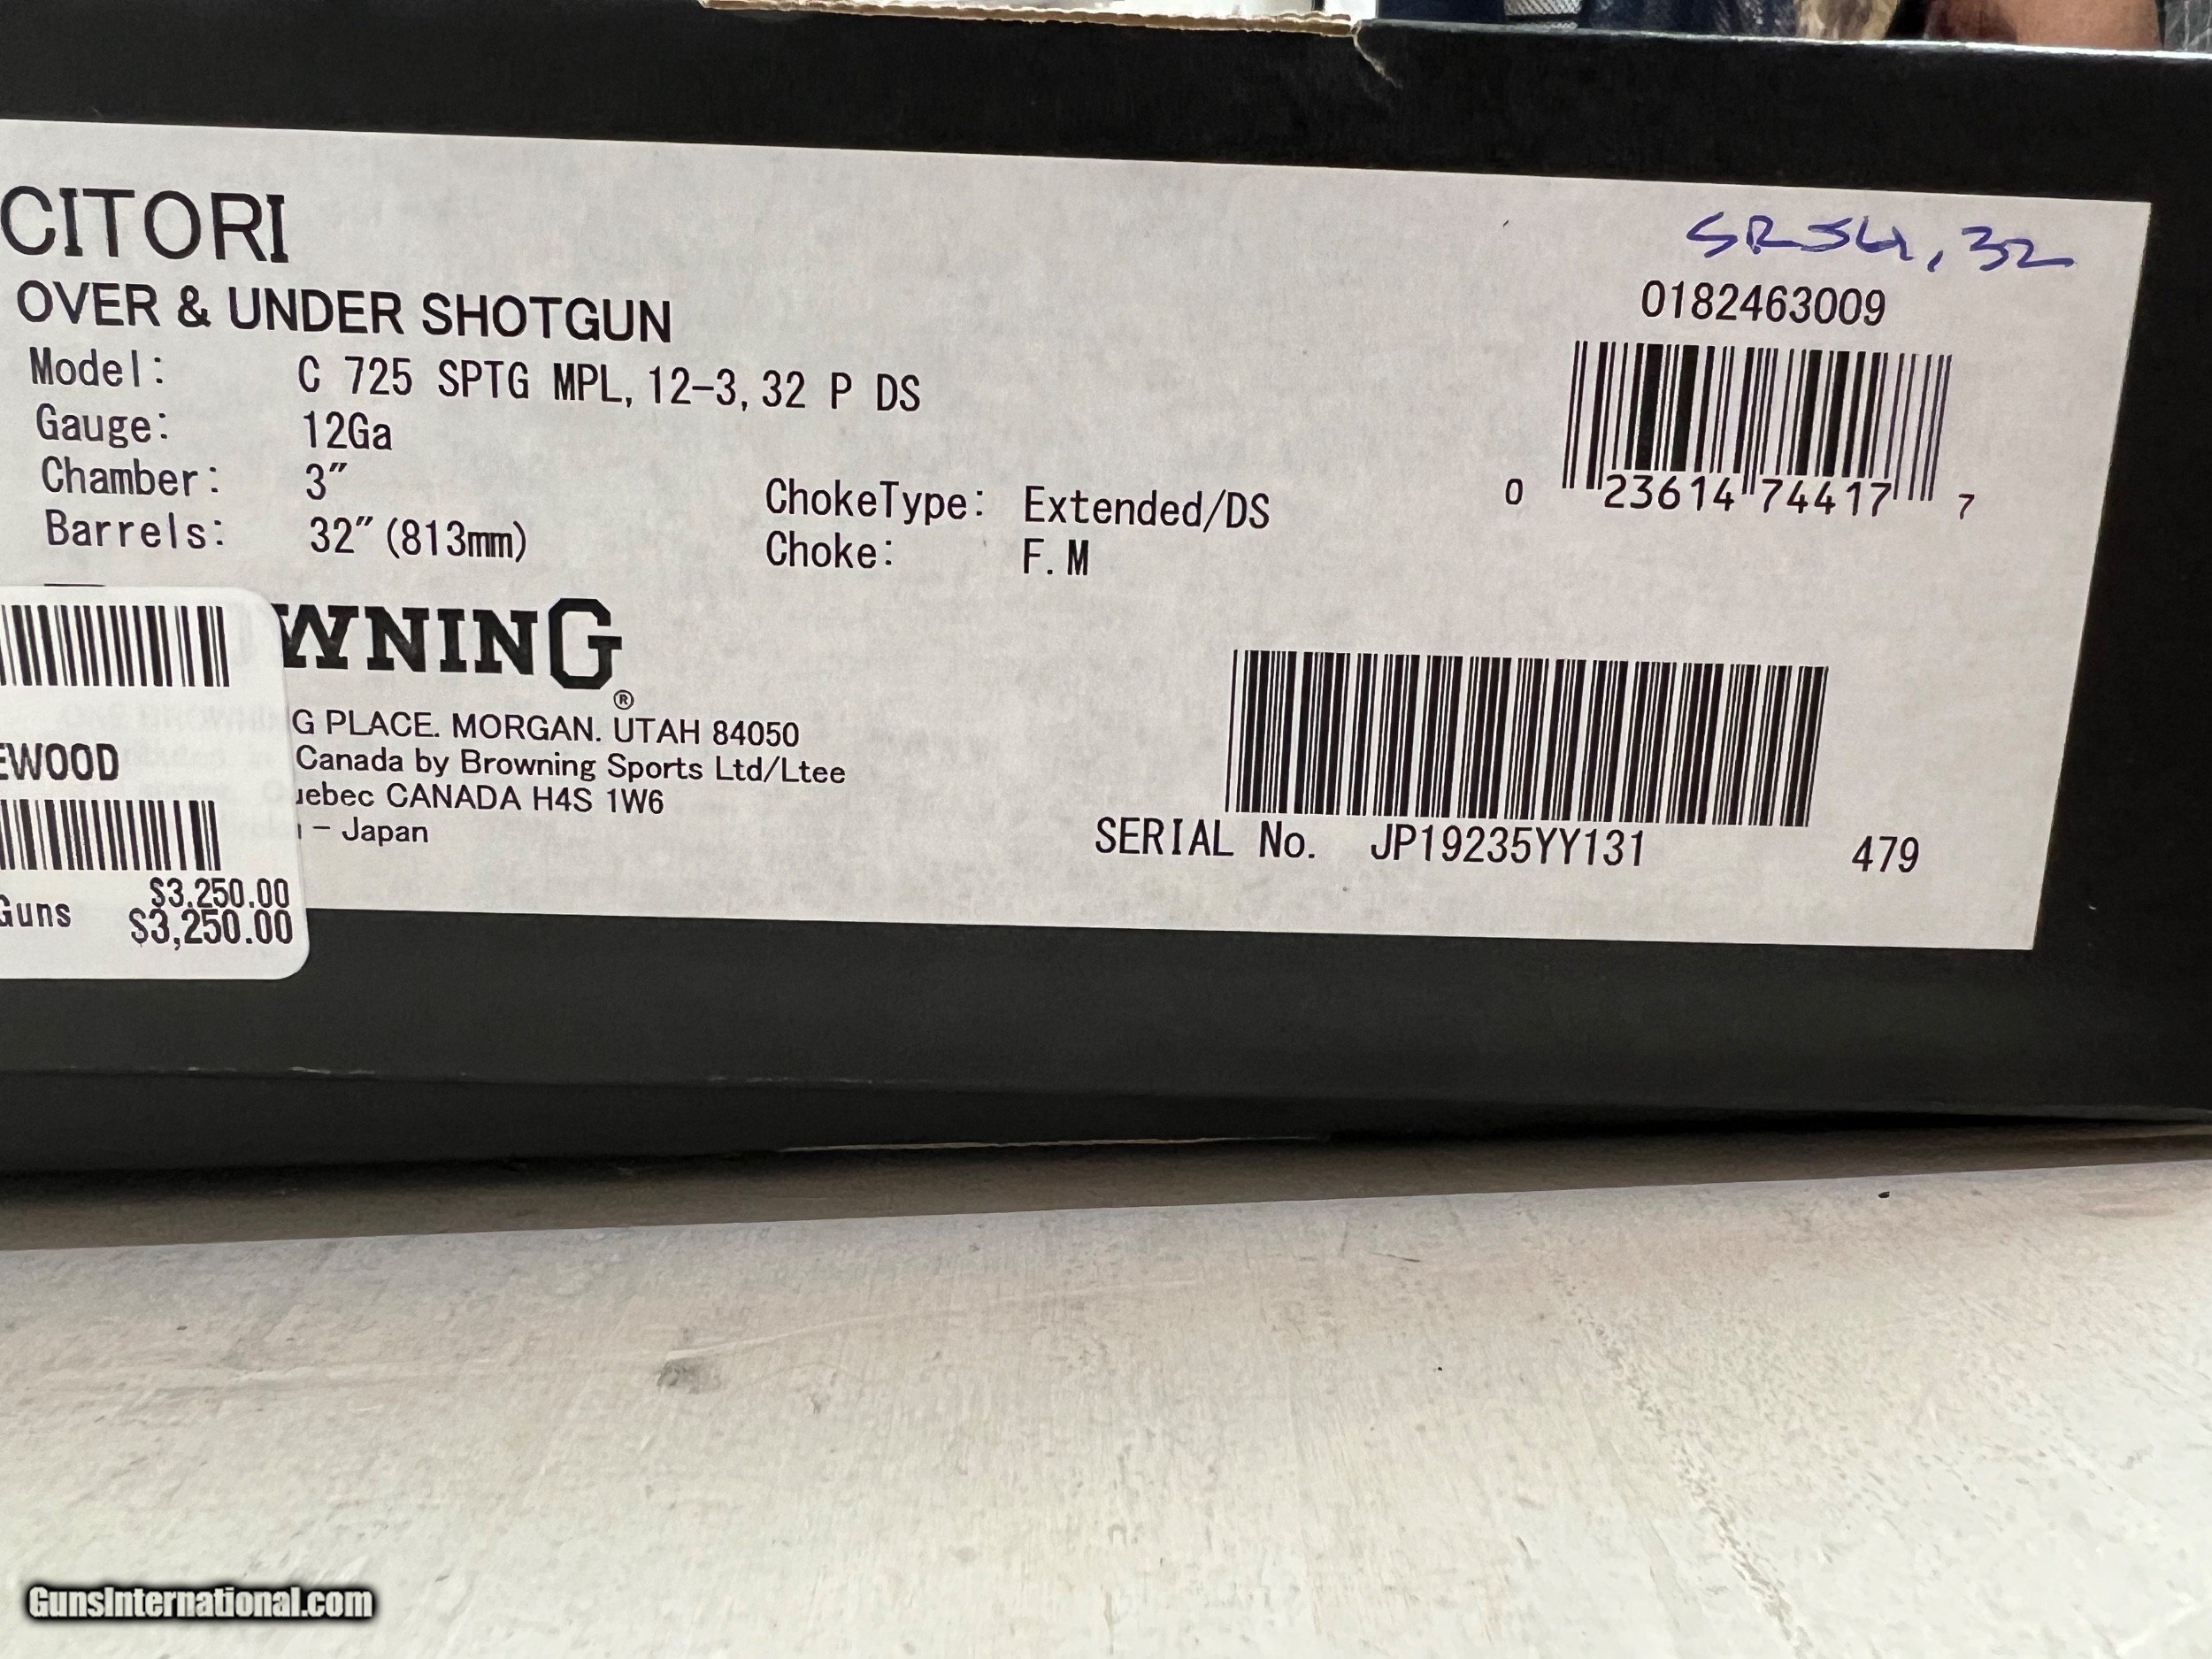 CITORI
OVER & UNDER SHOTGUN
Model: C 725 SPTG MPL, 12-3, 32 P DS
Gauge: 12Ga
Chamber: 3″
Barrels: 32″(813mm)
ChokeType: Extended/DS
Choke: F.M
32
0182463009
0 23614 74417 7
WNING®
G PLACE. MORGAN. UTAH 84050
Canada by Browning Sports Ltd/Ltee
uebec CANADA H4S 1W6
- Japan
EWOOD
$3,250.00
Guns $3,250.00
SERIAL No. JP19235YY131 479
GunsInternational.com